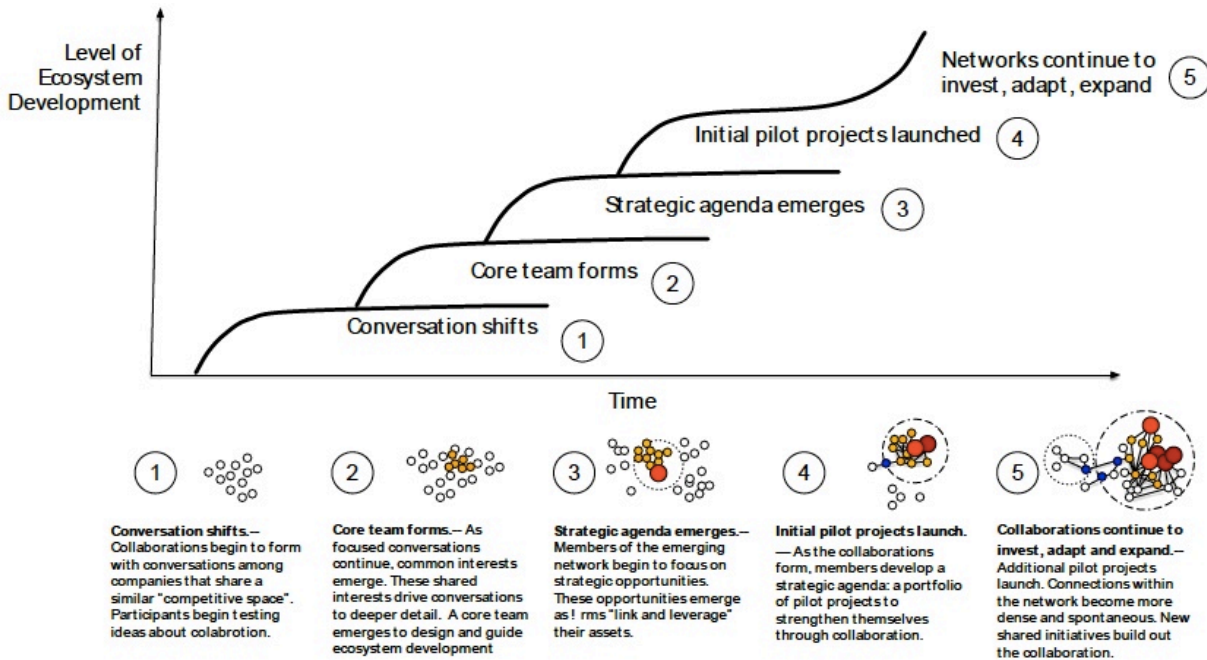 Level of
Ecosystem
Development
Networks continue to
invest, adapt, expand
5
Initial pilot projects launched
4
Strategic agenda emerges
3
Core team forms
2
Conversation shifts
1
Time
1
2
3
4
5
Conversation shifts.--
Collaborations begin to form
with conversations among
companies that share a
similar "competitive space".
Participants begin testing
ideas about colabrotion.
Core team forms.-- As
focused conversations
continue, common interests
emerge. These shared
interests drive conversations
to deeper detail. A core team
emerges to design and guide
ecosystem development
Strategic agenda emerges.--
Members of the emerging
network begin to focus on
strategic opportunities.
These opportunities emerge
as ! rms "link and leverage"
their assets.
Initial pilot projects launch.
— As the collaborations
form, members develop a
strategic agenda: a portfolio
of pilot projects to
strengthen themselves
through collaboration.
Collaborations continue to
invest, adapt and expand.--
Additional pilot projects
launch. Connections within
the network become more
dense and spontaneous. New
shared initiatives build out
the collaboration.